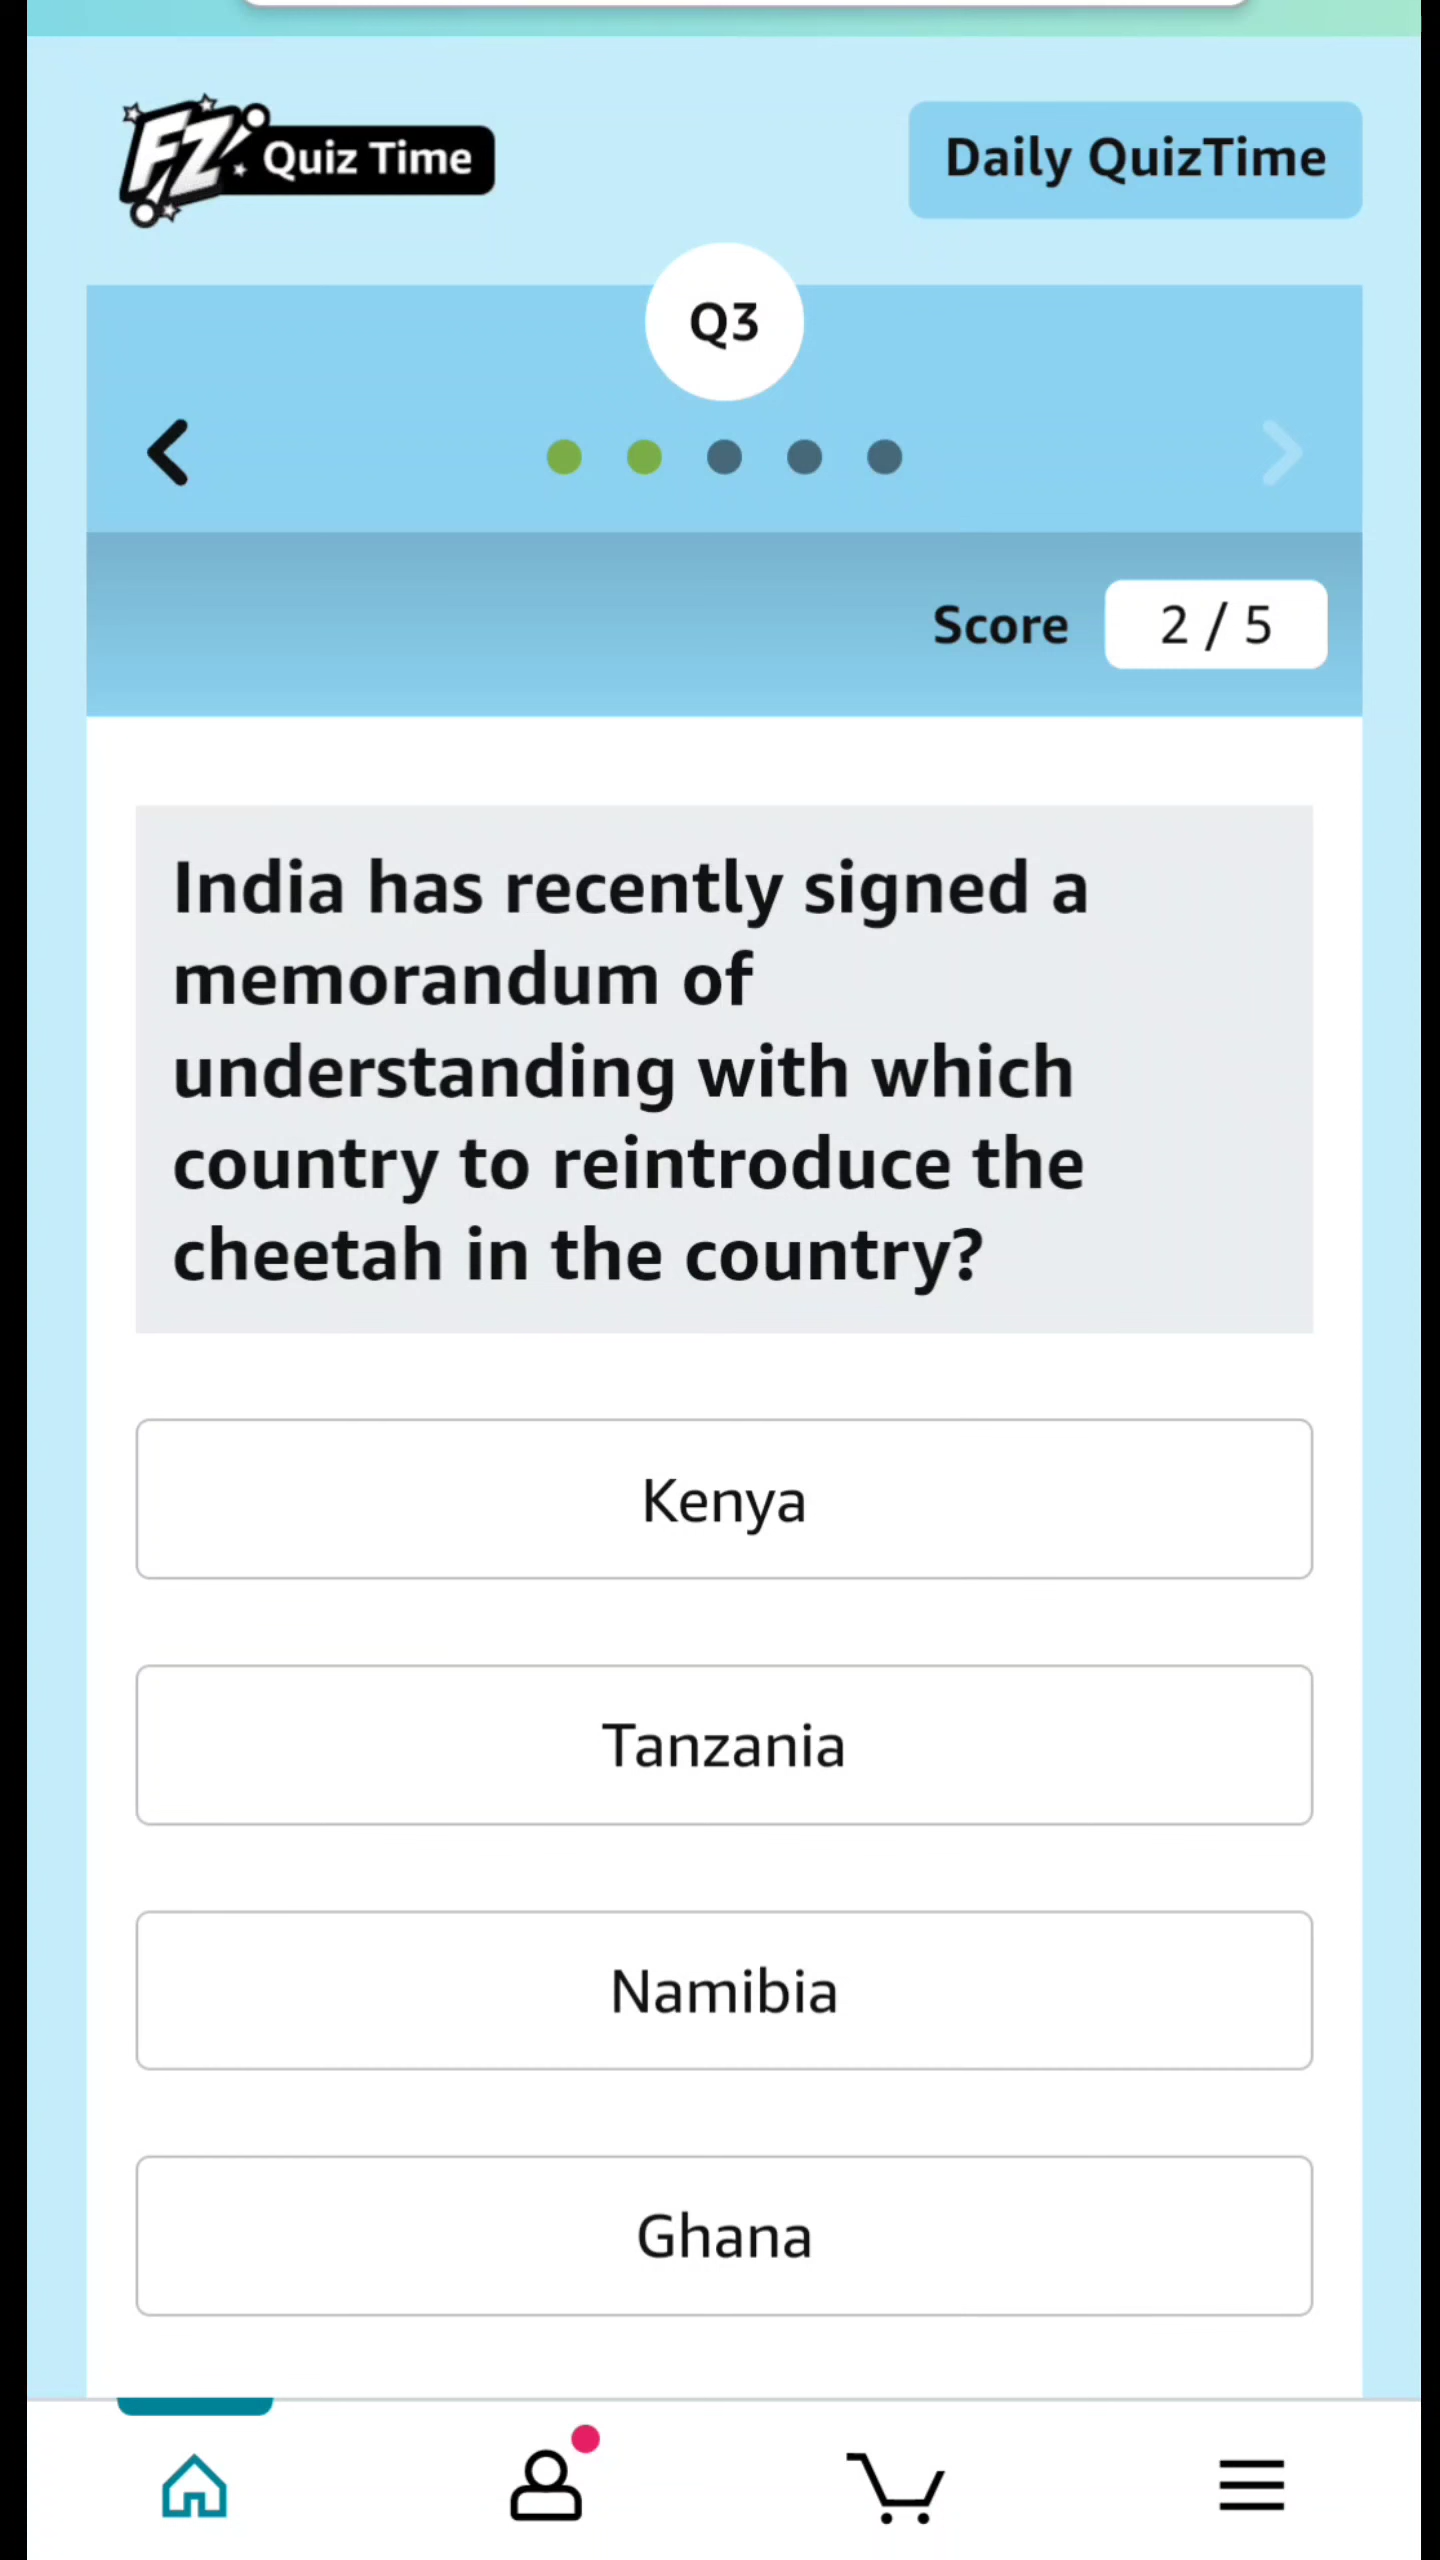 FZ Quiz Time
Daily QuizTime
Q3
Score 2 / 5
India has recently signed a
memorandum of
understanding with which
country to reintroduce the
cheetah in the country?
Kenya
Tanzania
Namibia
Ghana